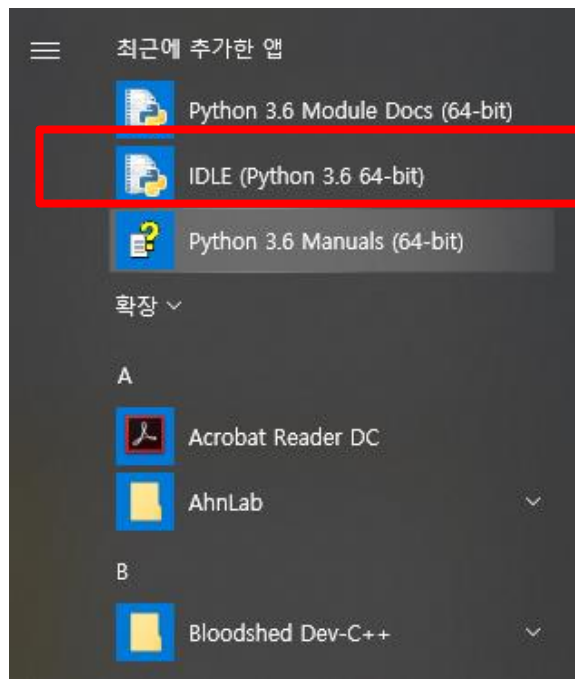 최근에 추가한 앱
Python 3.6 Module Docs (64-bit)
IDLE (Python 3.6 64-bit)
Python 3.6 Manuals (64-bit)
확장
A
Acrobat Reader DC
AhnLab
B
Bloodshed Dev-C++